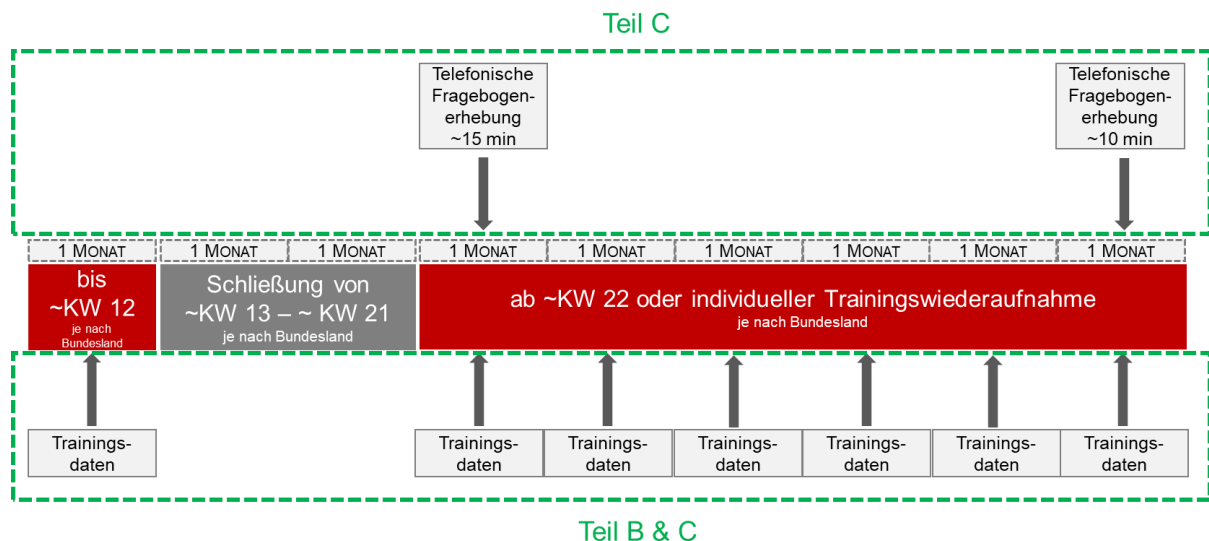 Teil C
Telefonische
Fragebogen-
erhebung
~15 min
Telefonische
Fragebogen-
erhebung
~10 min
1 MONAT
1 MONAT
1 MONAT
1 MONAT
1 MONAT
1 MONAT
1 MONAT
1 MONAT
1 MONAT
bis
~KW 12
je nach
Bundesland
Schließung von
~KW 13 – ~ KW 21
je nach Bundesland
ab ~KW 22 oder individueller Trainingswiederaufnahme
je nach Bundesland
Trainings-
daten
Trainings-
daten
Trainings-
daten
Trainings-
daten
Trainings-
daten
Trainings-
daten
Trainings-
daten
Teil B & C